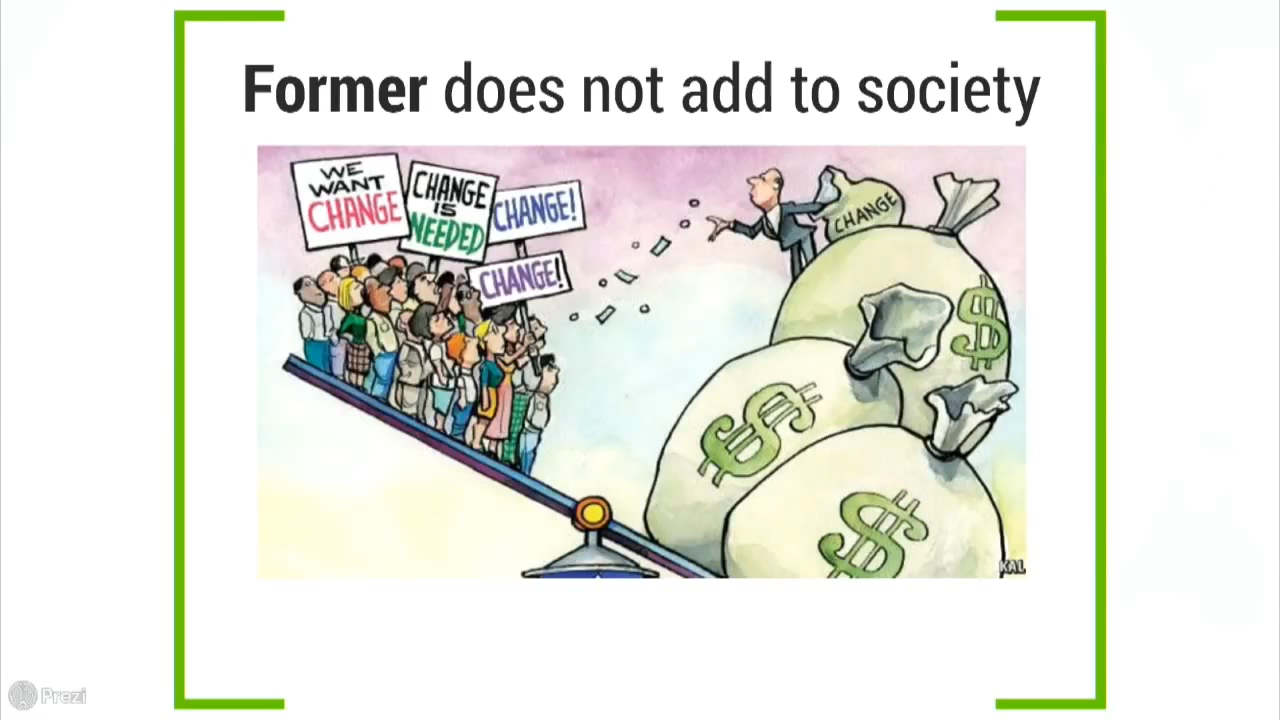 Former does not add to society
WE
WANT
CHANGE
CHANGE
IS
NEEDED
CHANGE!
CHANGE!
CHANGE
$
$
$
KAL
Prezi